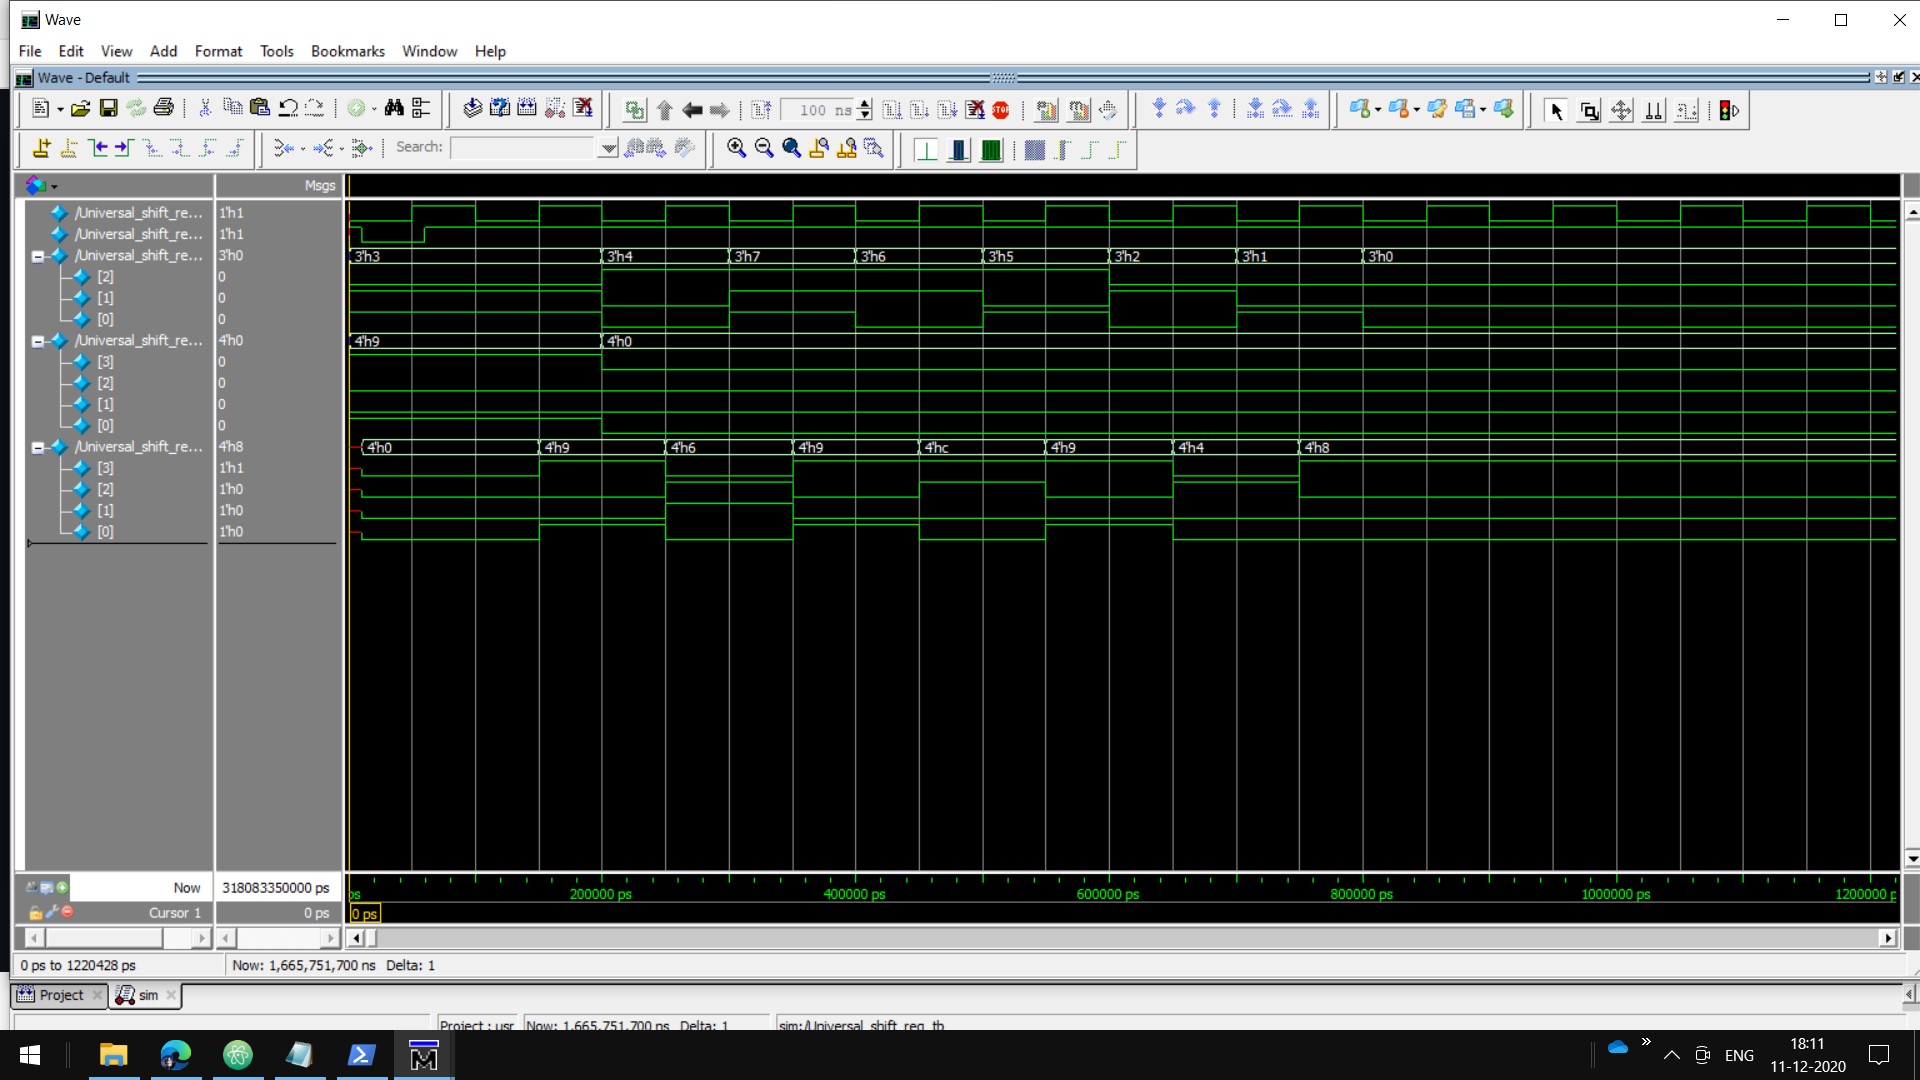 Wave
File Edit View Add Format Tools Bookmarks Window Help
Wave - Default
100 ns
STOP
Search:
Msgs
/Universal_shift_re... 1'h1
/Universal_shift_re... 1'h1
/Universal_shift_re... 3'h0 3'h3 3'h4 3'h7 3'h6 3'h5 3'h2 3'h1 3'h0
[2] 0
[1] 0
[0] 0
/Universal_shift_re... 4'h0 4'h9 4'h0
[3] 0
[2] 0
[1] 0
[0] 0
/Universal_shift_re... 4'h8 4'h0 4'h9 4'h6 4'h9 4'hc 4'h9 4'h4 4'h8
[3] 1'h1
[2] 1'h0
[1] 1'h0
[0] 1'h0
Now 318083350000 ps ps 200000 ps 400000 ps 600000 ps 800000 ps 1000000 ps 1200000 p
Cursor 1 0 ps 0 ps
0 ps to 1220428 ps Now: 1,665,751,700 ns Delta: 1
Project sim
Project : usr Now: 1,665,751,700 ns Delta: 1 sim:/Universal_shift_reg_tb
M ENG 18:11
11-12-2020